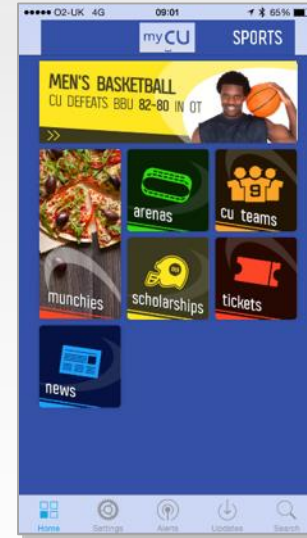 O2-UK 4G 09:01 65%
myCU SPORTS
MEN'S BASKETBALL
CU DEFEATS BBU 82-80 IN OT
>>
arenas
cu teams
9
munchies
scholarships
tickets
news
Home Settings Alerts Updates Search